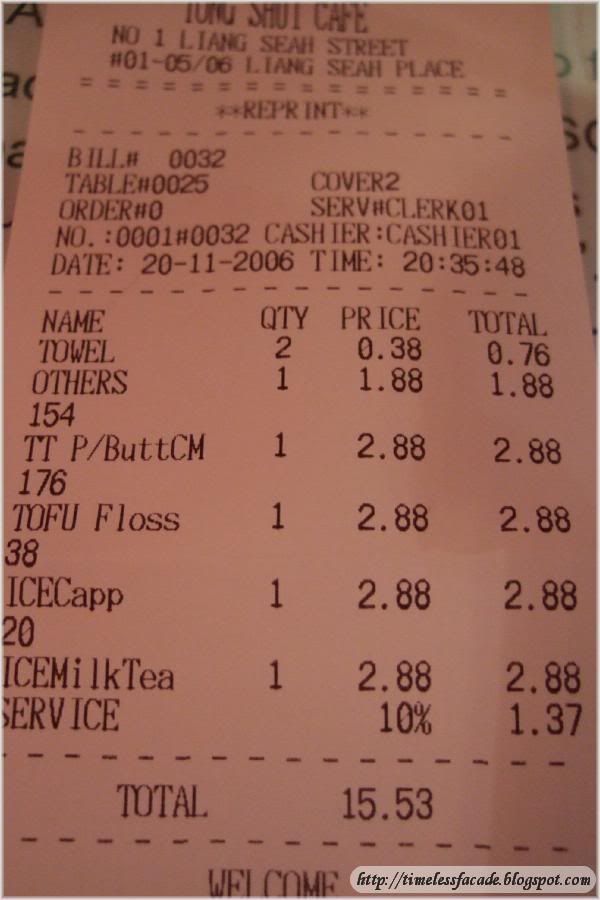 TONG SHUI CAFE
NO 1 LIANG SEAH STREET
#01-05/06 LIANG SEAH PLACE
= = = = = = = = = = = = = = = =
**REPRINT**
- - - - - - - - - - - - - - - -
BILL# 0032
TABLE#0025 COVER2
ORDER#0 SERV#CLERK01
NO.:0001#0032 CASHIER:CASHIER01
DATE: 20-11-2006 TIME: 20:35:48
- - - - - - - - - - - - - - - -
NAME QTY PRICE TOTAL
TOWEL 2 0.38 0.76
OTHERS 1 1.88 1.88
154
TT P/ButtCM 1 2.88 2.88
176
TOFU Floss 1 2.88 2.88
38
ICECapp 1 2.88 2.88
20
ICEMilkTea 1 2.88 2.88
SERVICE 10% 1.37
- - - - - - - - - - - - - - - -
TOTAL 15.53
- - - - - - - - - - - - - - - -
WELCOME
http://timelessfacade.blogspot.com